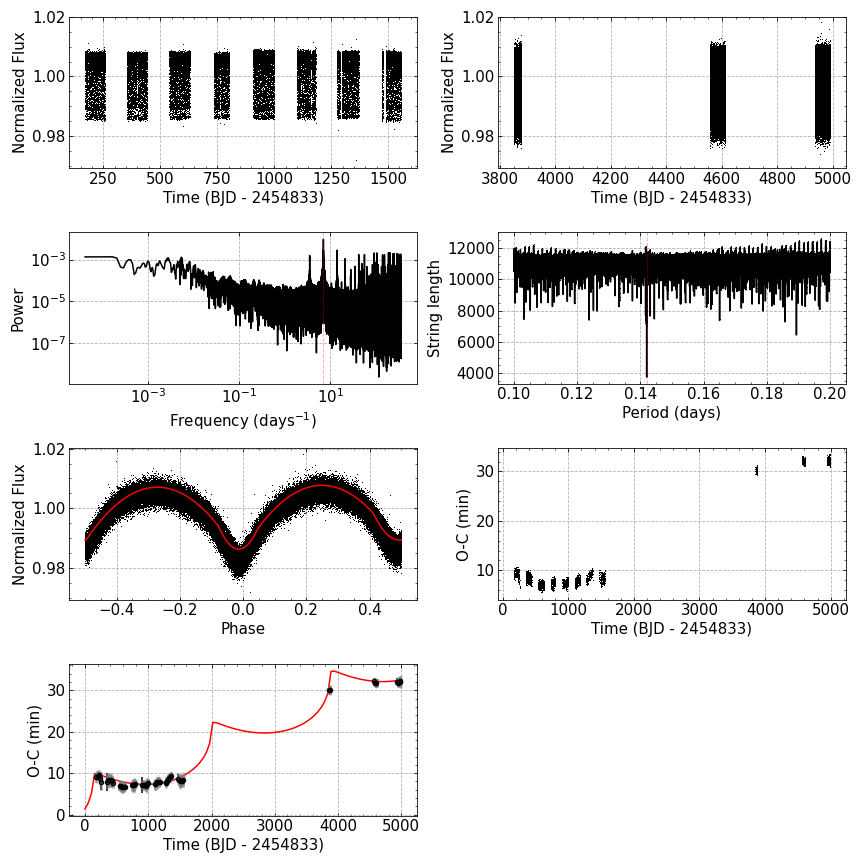 1.02
1.00
0.98
Normalized Flux
250 500 750 1000 1250 1500
Time (BJD - 2454833)
1.02
1.00
0.98
Normalized Flux
3800 4000 4200 4400 4600 4800 5000
Time (BJD - 2454833)
10⁻³
10⁻⁵
10⁻⁷
Power
10⁻³ 10⁻¹ 10¹
Frequency (days⁻¹)
12000
10000
8000
6000
4000
String length
0.10 0.12 0.14 0.16 0.18 0.20
Period (days)
1.02
1.00
0.98
Normalized Flux
−0.4 −0.2 0.0 0.2 0.4
Phase
30
20
10
O-C (min)
0 1000 2000 3000 4000 5000
Time (BJD - 2454833)
30
20
10
0
O-C (min)
0 1000 2000 3000 4000 5000
Time (BJD - 2454833)